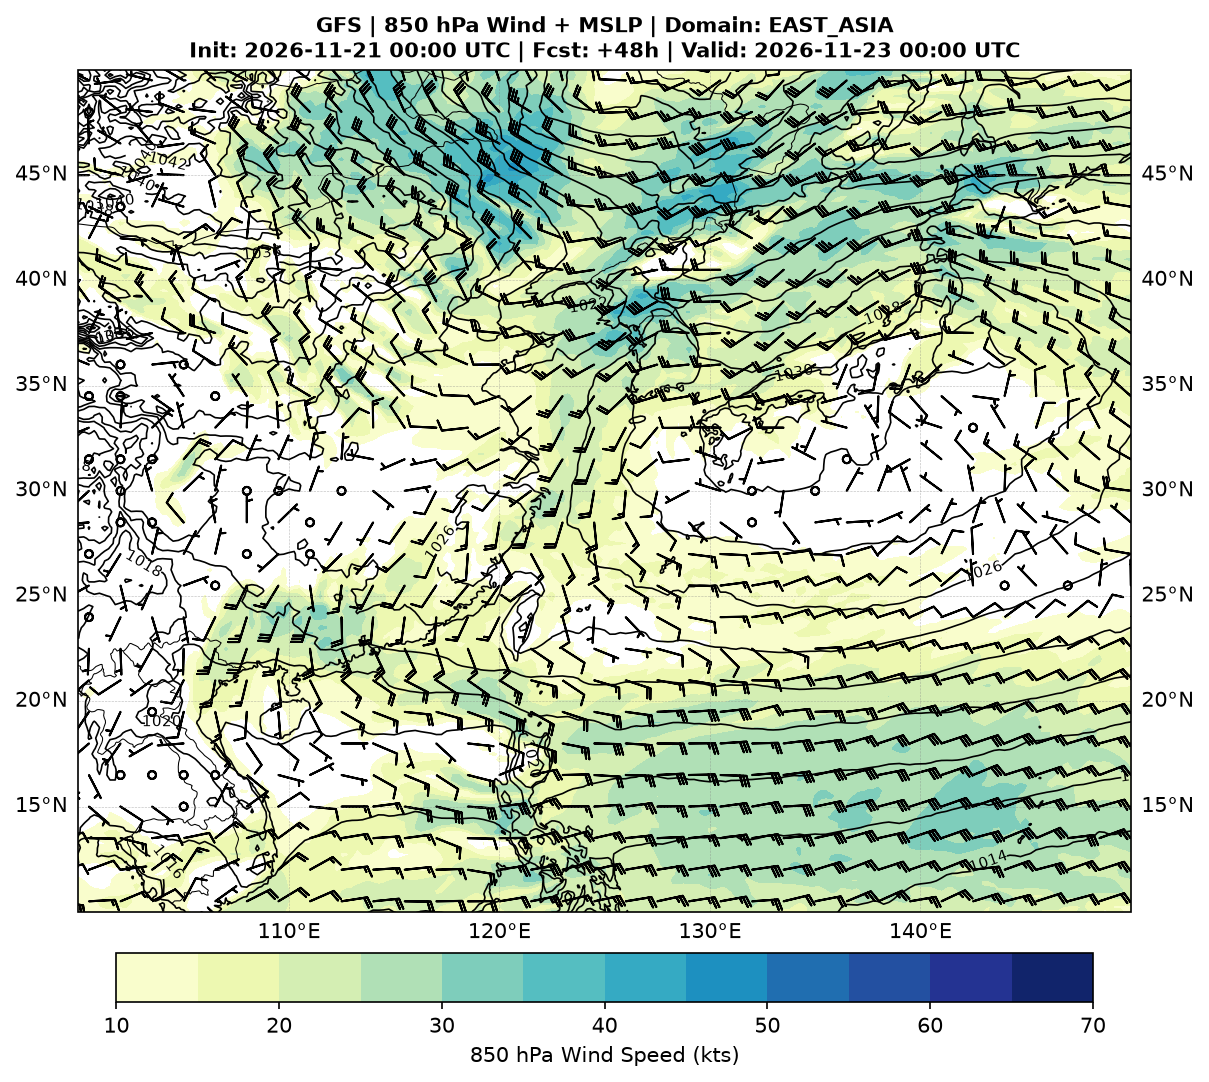 GFS | 850 hPa Wind + MSLP | Domain: EAST_ASIA
Init: 2026-11-21 00:00 UTC | Fcst: +48h | Valid: 2026-11-23 00:00 UTC
1042
45°N 45°N
40°N 40°N
1028
1030
35°N 35°N
30°N 30°N
1026
1018
1026
25°N 25°N
20°N 20°N
1020
15°N 15°N
1014
110°E 120°E 130°E 140°E
10 20 30 40 50 60 70
850 hPa Wind Speed (kts)